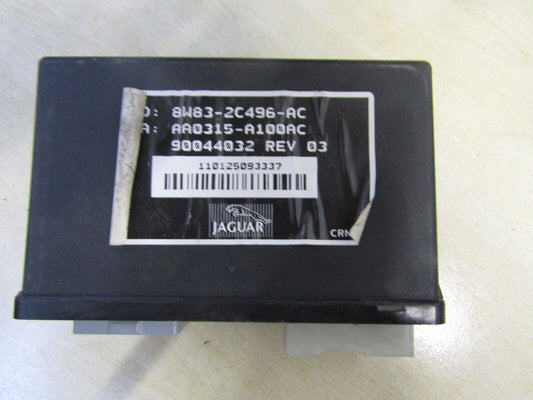 D: 8W83-2C496-AC
A: AA0315-A100AC
90044032 REV 03
110125093337
JAGUAR
CRN